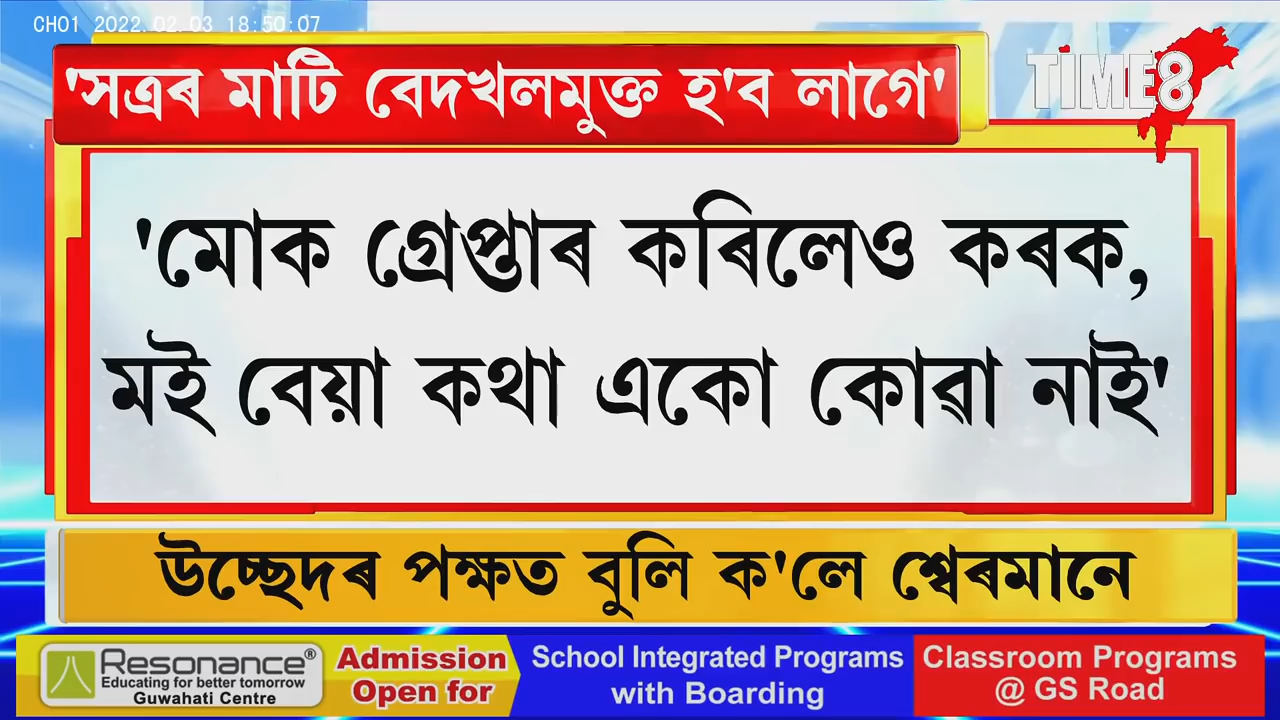 CH01 2022.02.03 18:50:07
'সত্ৰৰ মাটি বেদখলমুক্ত হ'ব লাগে'
TIME8
'মোক গ্ৰেপ্তাৰ কৰিলেও কৰক,
মই বেয়া কথা একো কোৱা নাই'
উচ্ছেদৰ পক্ষত বুলি ক'লে শ্বেৰমানে
Resonance®
Educating for better tomorrow
Guwahati Centre
Admission
Open for
School Integrated Programs
with Boarding
Classroom Programs
@ GS Road